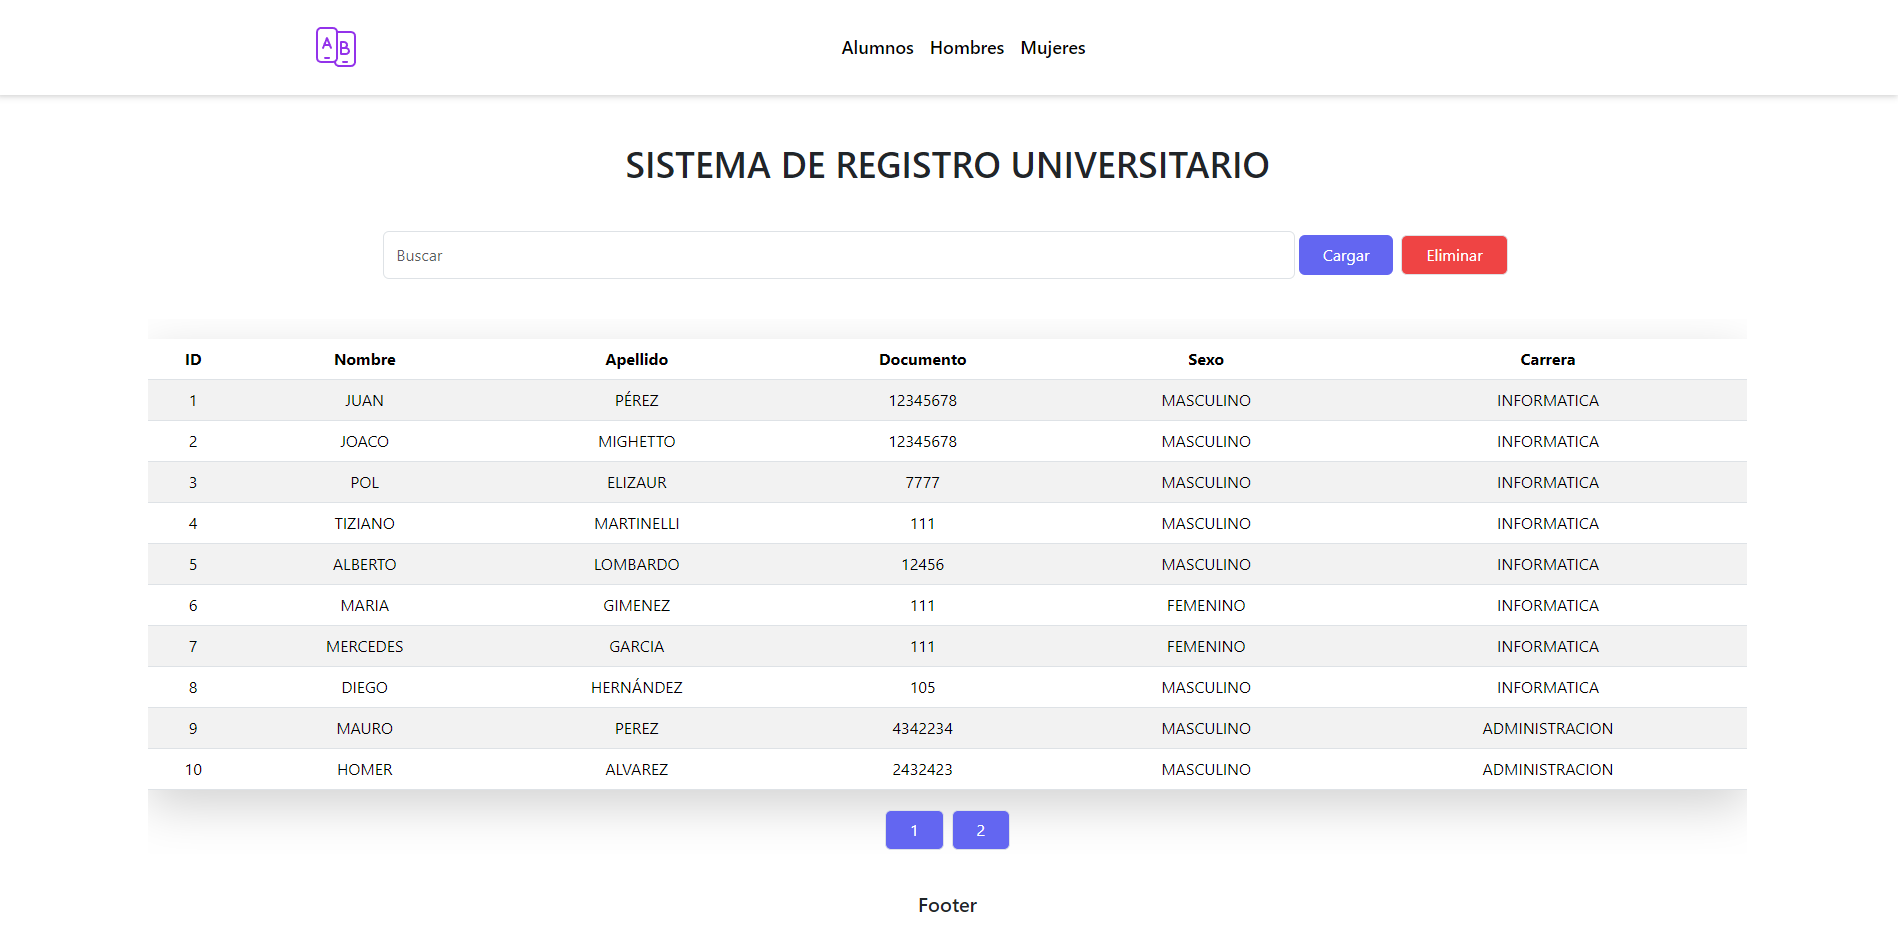 A B
Alumnos Hombres Mujeres
SISTEMA DE REGISTRO UNIVERSITARIO
Buscar Cargar Eliminar
ID Nombre Apellido Documento Sexo Carrera
1 JUAN PÉREZ 12345678 MASCULINO INFORMATICA
2 JOACO MIGHETTO 12345678 MASCULINO INFORMATICA
3 POL ELIZAUR 7777 MASCULINO INFORMATICA
4 TIZIANO MARTINELLI 111 MASCULINO INFORMATICA
5 ALBERTO LOMBARDO 12456 MASCULINO INFORMATICA
6 MARIA GIMENEZ 111 FEMENINO INFORMATICA
7 MERCEDES GARCIA 111 FEMENINO INFORMATICA
8 DIEGO HERNÁNDEZ 105 MASCULINO INFORMATICA
9 MAURO PEREZ 4342234 MASCULINO ADMINISTRACION
10 HOMER ALVAREZ 2432423 MASCULINO ADMINISTRACION
1 2
Footer